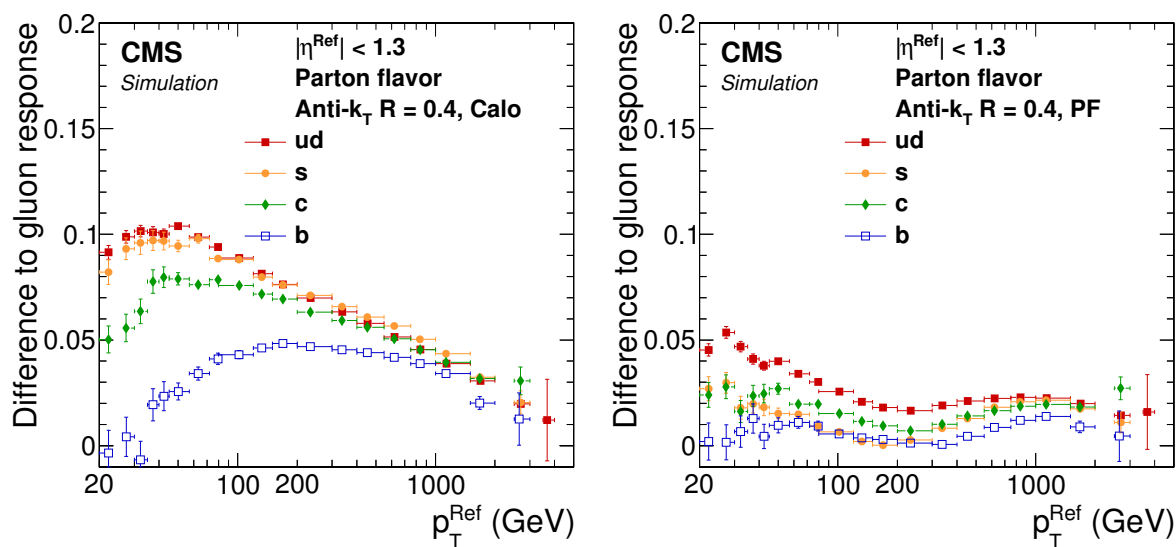 Difference to gluon response
0.2
0.15
0.1
0.05
0
CMS
Simulation
|η^Ref| < 1.3
Parton flavor
Anti-k_T R = 0.4, Calo
ud
s
c
b
20
100
200
1000
p_T^Ref (GeV)
Difference to gluon response
0.2
0.15
0.1
0.05
0
CMS
Simulation
|η^Ref| < 1.3
Parton flavor
Anti-k_T R = 0.4, PF
ud
s
c
b
20
100
200
1000
p_T^Ref (GeV)